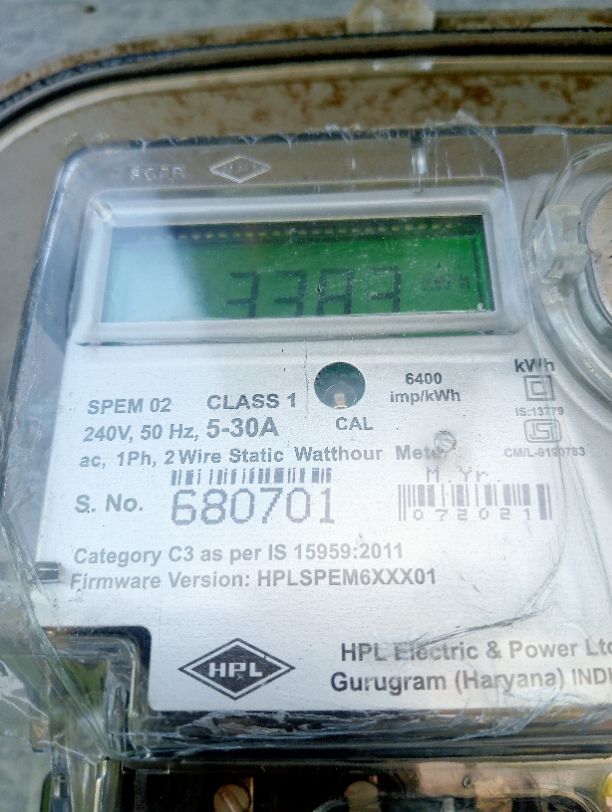 HPL
3383
kWh
6400
imp/kWh
SPEM 02 CLASS 1
240V, 50 Hz, 5-30A
CAL
IS:13779
ac, 1Ph, 2 Wire Static Watthour Meter
CM/L-9190783
M. Yr.
S. No. 680701
072021
Category C3 as per IS 15959:2011
Firmware Version: HPLSPEM6XXX01
HPL
HPL Electric & Power Ltd
Gurugram (Haryana) INDI